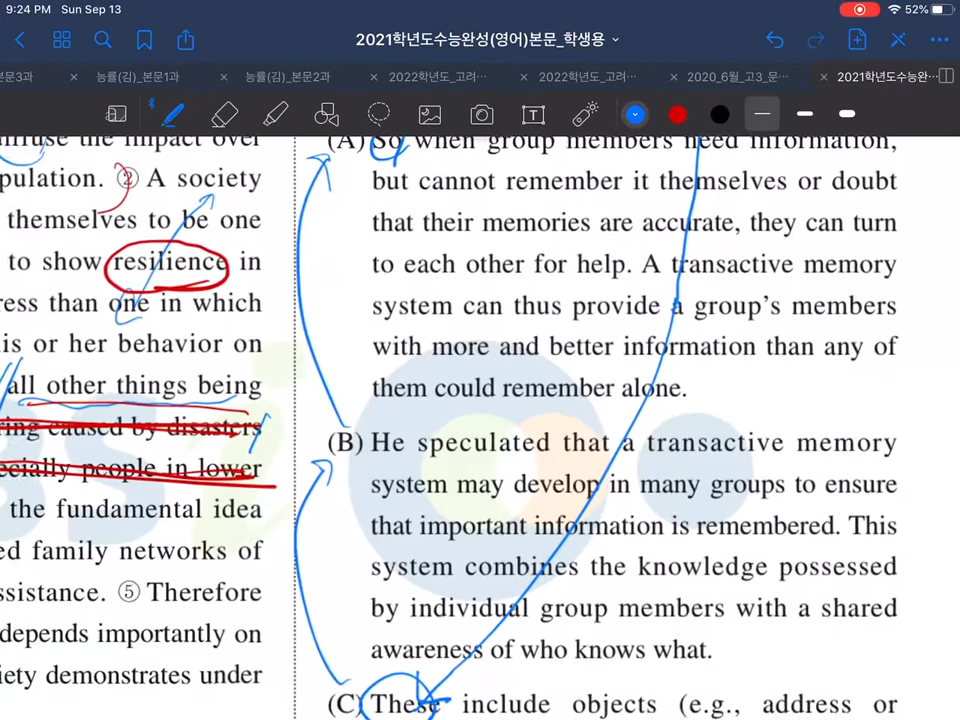 9:24 PM Sun Sep 13
52%
2021학년도수능완성(영어)본문_학생용
본문3과
능률(김)_본문1과
능률(김)_본문2과
2022학년도_고려…
2022학년도_고려…
2020_6월_고3_문…
2021학년도수능완…
diffuse the impact over
pulation. ② A society
themselves to be one
to show resilience in
ress than one in which
is or her behavior on
all other things being
ring caused by disasters
ecially people in lower
the fundamental idea
ed family networks of
ssistance. ⑤ Therefore
depends importantly on
iety demonstrates under
(A) So when group members need information,
but cannot remember it themselves or doubt
that their memories are accurate, they can turn
to each other for help. A transactive memory
system can thus provide a group's members
with more and better information than any of
them could remember alone.
(B) He speculated that a transactive memory
system may develop in many groups to ensure
that important information is remembered. This
system combines the knowledge possessed
by individual group members with a shared
awareness of who knows what.
(C) These include objects (e.g., address or